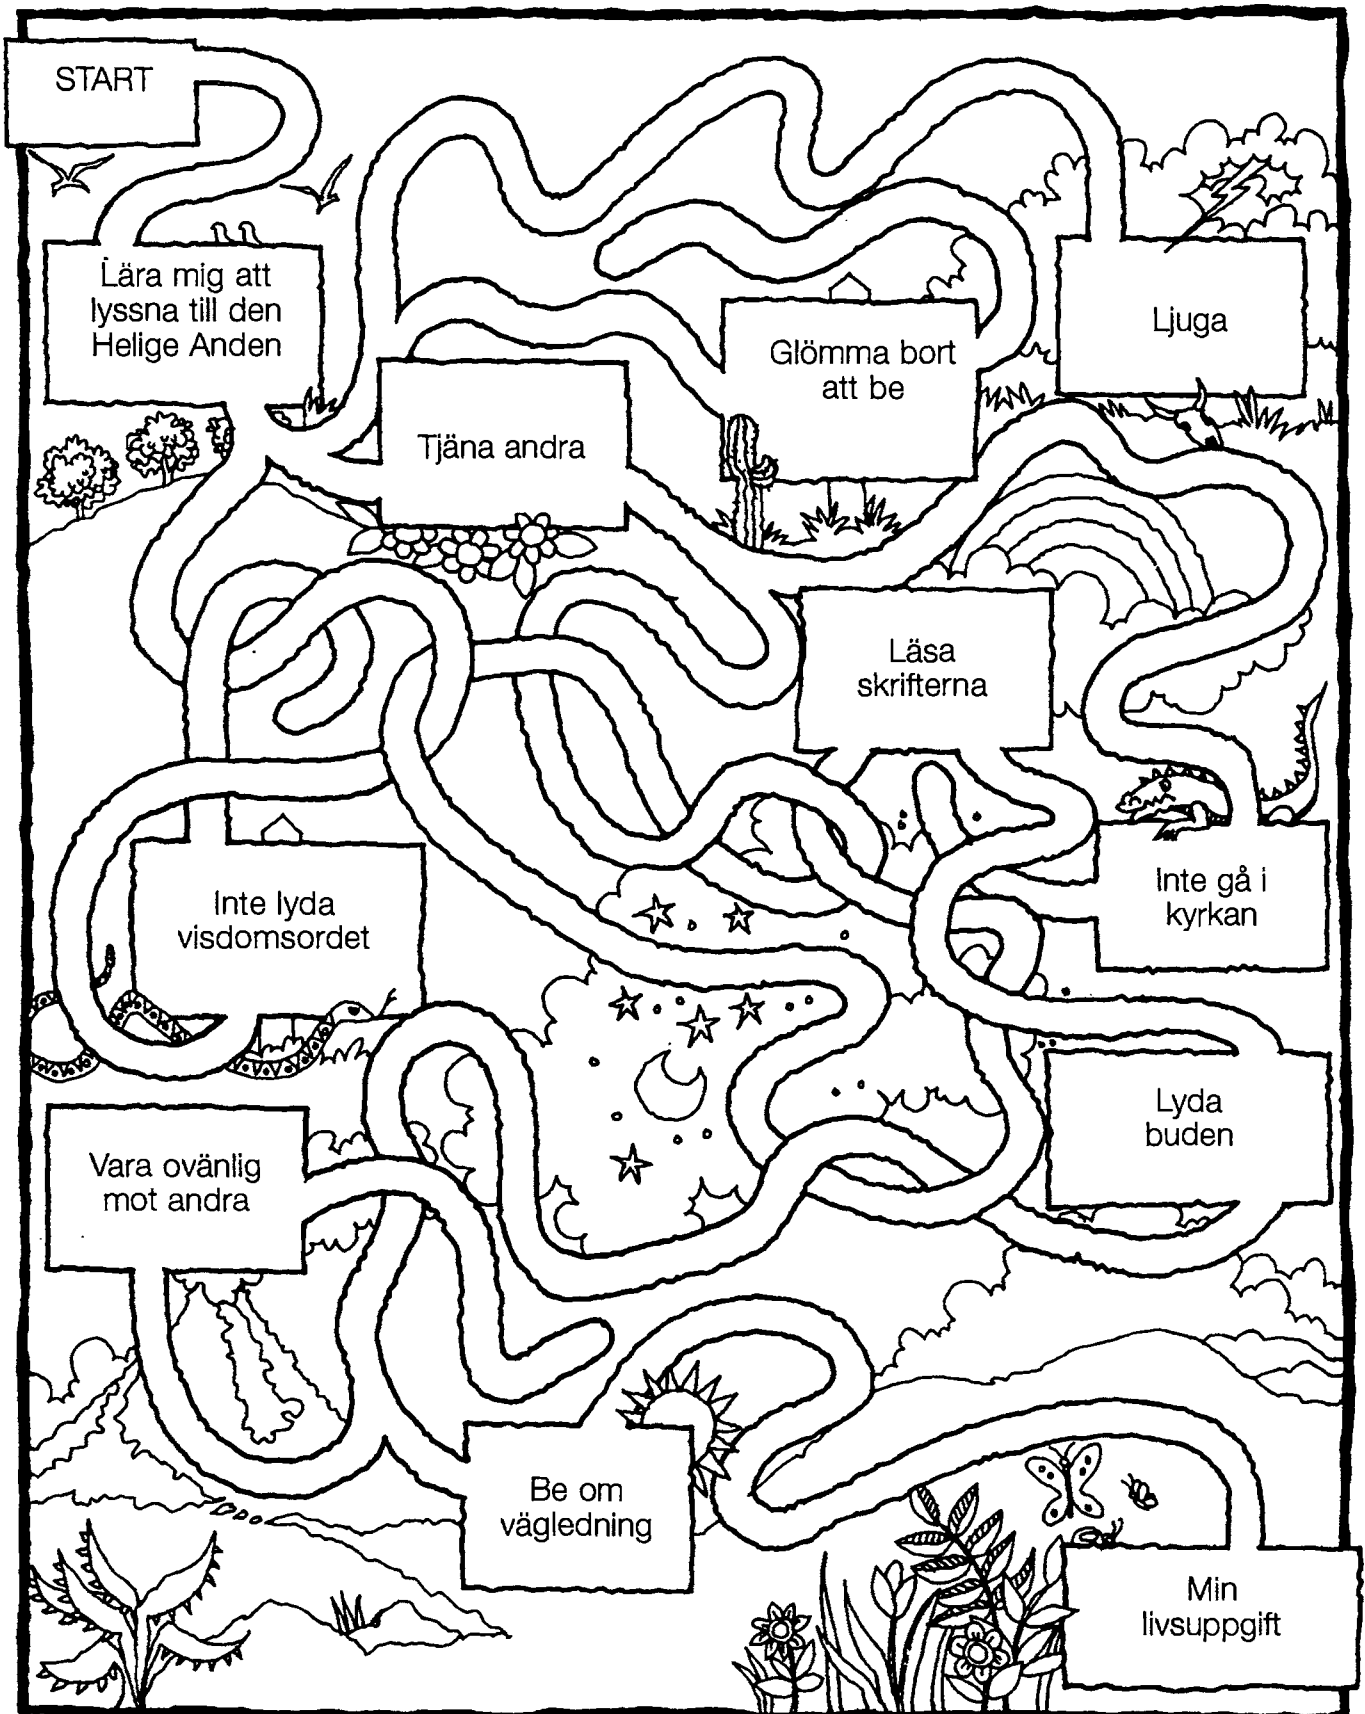 START
Lära mig att
lyssna till den
Helige Anden
Ljuga
Glömma bort
att be
Tjäna andra
Läsa
skrifterna
Inte gå i
kyrkan
Inte lyda
visdomsordet
Lyda
buden
Vara ovänlig
mot andra
Be om
vägledning
Min
livsuppgift